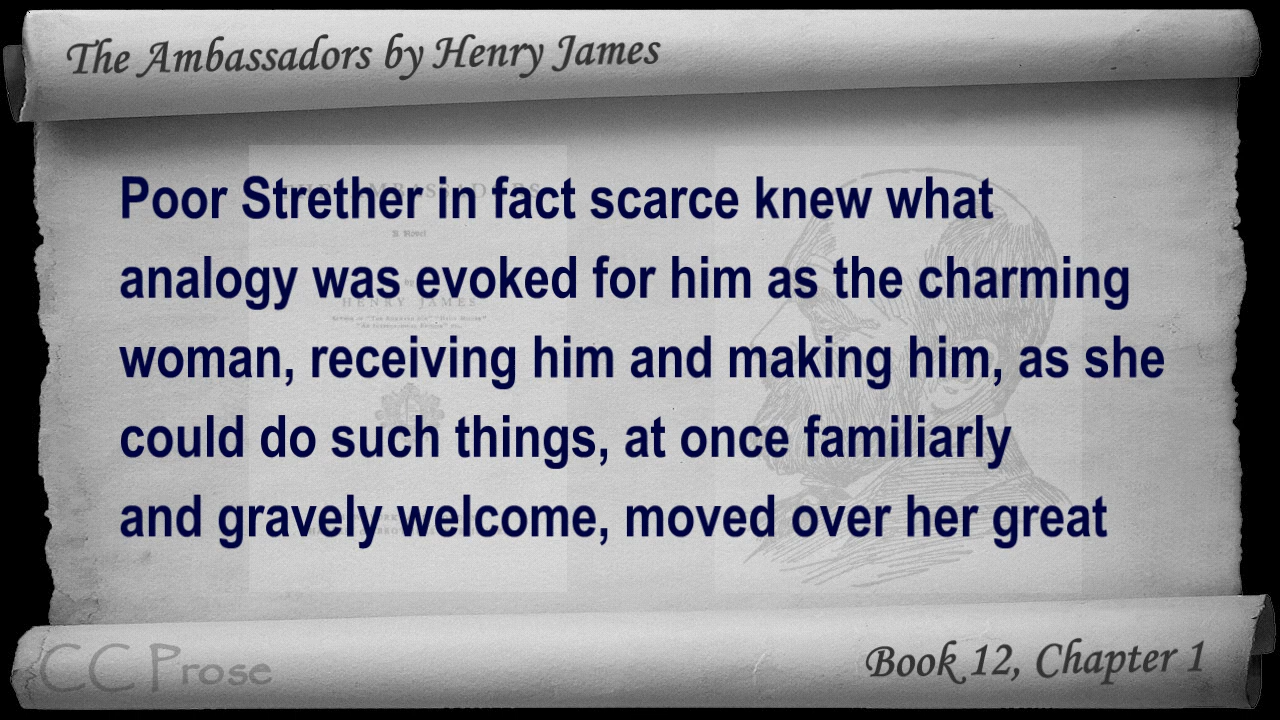 The Ambassadors by Henry James
Poor Strether in fact scarce knew what
analogy was evoked for him as the charming
woman, receiving him and making him, as she
could do such things, at once familiarly
and gravely welcome, moved over her great
CC Prose
Book 12, Chapter 1